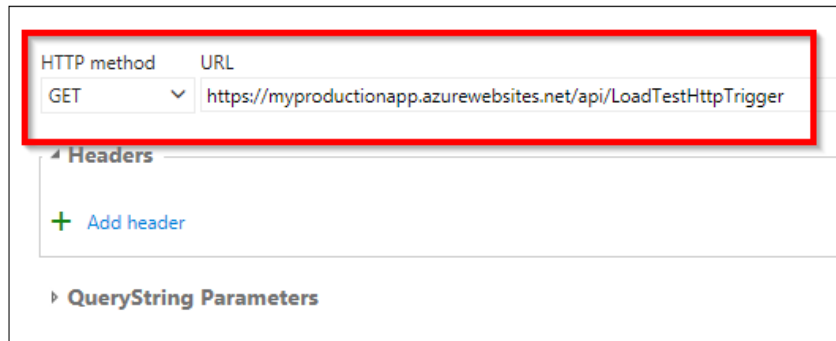 HTTP method URL
GET https://myproductionapp.azurewebsites.net/api/LoadTestHttpTrigger
Headers
Add header
QueryString Parameters